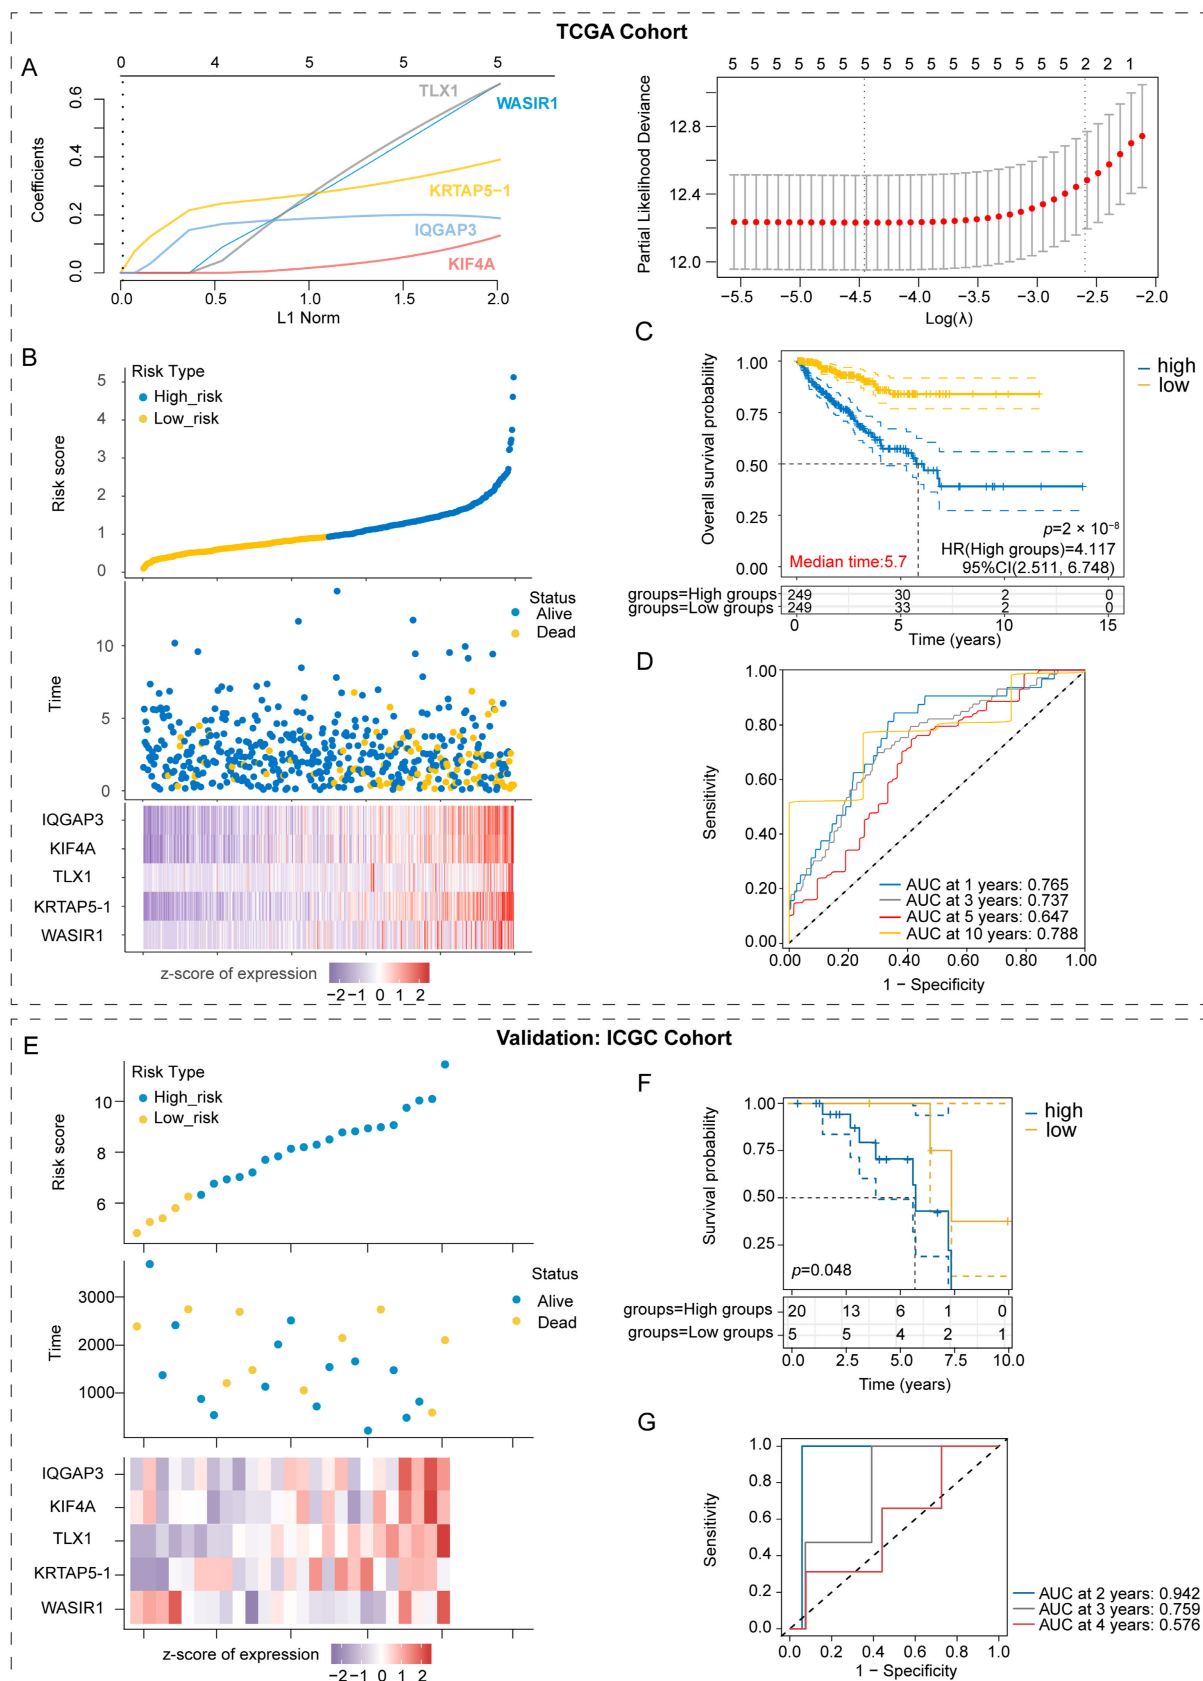 TCGA Cohort
A
0 4 5 5 5
TLX1
WASIR1
KRTAP5−1
IQGAP3
KIF4A
Coefficients
0.6
0.4
0.2
0.0
0.0 0.5 1.0 1.5 2.0
L1 Norm
5 5 5 5 5 5 5 5 5 5 5 5 5 2 2 1
Partial Likelihood Deviance
12.8
12.4
12.0
−5.5 −5.0 −4.5 −4.0 −3.5 −3.0 −2.5 −2.0
Log(λ)
B
Risk Type
High_risk
Low_risk
Risk score
5
4
3
2
1
0
Status
Alive
Dead
Time
10
5
0
IQGAP3
KIF4A
TLX1
KRTAP5-1
WASIR1
z-score of expression
−2 −1 0 1 2
C
high
low
Overall survival probability
1.00
0.75
0.50
0.25
0.00
p=2 × 10⁻⁸
HR(High groups)=4.117
95%CI(2.511, 6.748)
Median time:5.7
groups=High groups 249 30 2 0
groups=Low groups 249 33 2 0
0 5 10 15
Time (years)
D
Sensitivity
1.00
0.80
0.60
0.40
0.20
0.00
AUC at 1 years: 0.765
AUC at 3 years: 0.737
AUC at 5 years: 0.647
AUC at 10 years: 0.788
0.00 0.20 0.40 0.60 0.80 1.00
1 − Specificity
Validation: ICGC Cohort
E
Risk Type
High_risk
Low_risk
Risk score
10
8
6
Status
Alive
Dead
Time
3000
2000
1000
IQGAP3
KIF4A
TLX1
KRTAP5-1
WASIR1
z-score of expression
−2 −1 0 1 2
F
high
low
Survival probability
1.00
0.75
0.50
0.25
p=0.048
groups=High groups 20 13 6 1 0
groups=Low groups 5 5 4 2 1
0.0 2.5 5.0 7.5 10.0
Time (years)
G
Sensitivity
1.0
0.8
0.6
0.4
0.2
0.0
AUC at 2 years: 0.942
AUC at 3 years: 0.759
AUC at 4 years: 0.576
0.0 0.2 0.4 0.6 0.8 1.0
1 − Specificity